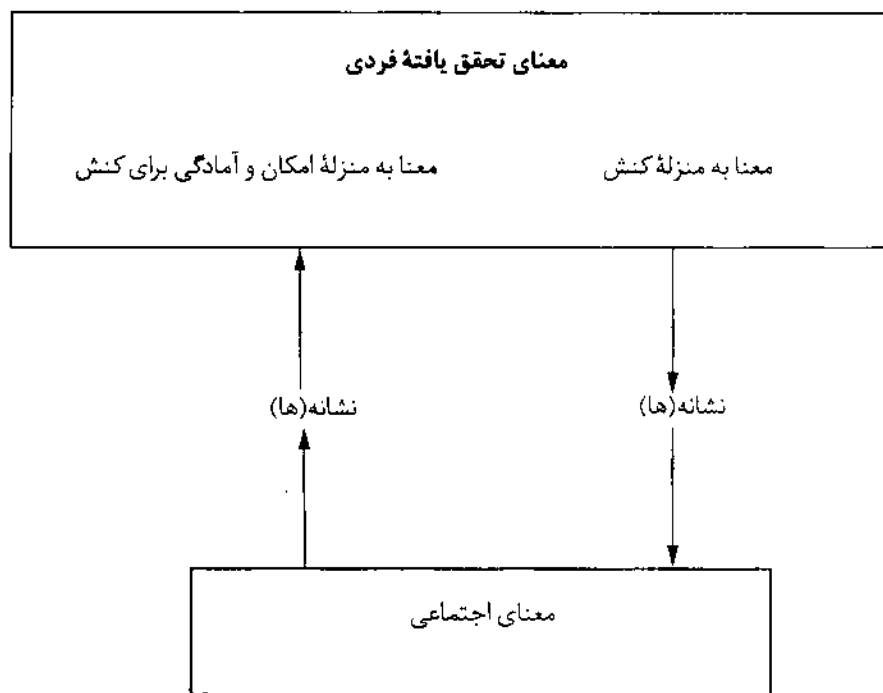 معنای تحقق یافتهٔ فردی
معنا به منزلهٔ کنش
معنا به منزلهٔ امکان و آمادگی برای کنش
نشانه(ها)
نشانه(ها)
معنای اجتماعی